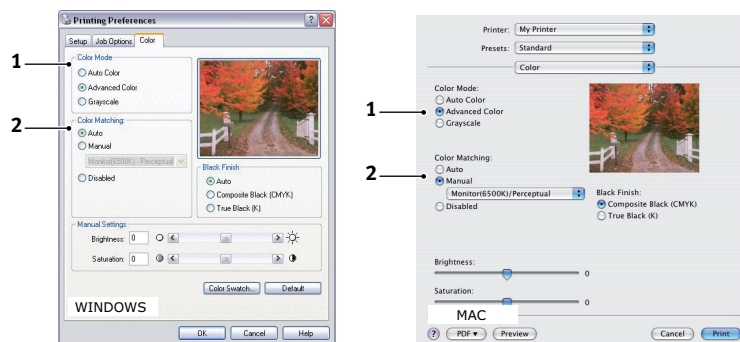 Printing Preferences
Setup Job Options Color
1
Color Mode
Auto Color
Advanced Color
Grayscale
2
Color Matching:
Auto
Manual
Monitor(6500K) - Perceptual
Disabled
Black Finish
Auto
Composite Black (CMYK)
True Black (K)
Manual Settings
Brightness: 0
Saturation: 0
Color Swatch... Default
WINDOWS
OK Cancel Help
Printer: My Printer
Presets: Standard
Color
1
Color Mode:
Auto Color
Advanced Color
Grayscale
2
Color Matching:
Auto
Manual
Monitor(6500K)/Perceptual
Disabled
Black Finish:
Composite Black (CMYK)
True Black (K)
Brightness:
0
Saturation:
0
MAC
? PDF Preview Cancel Print